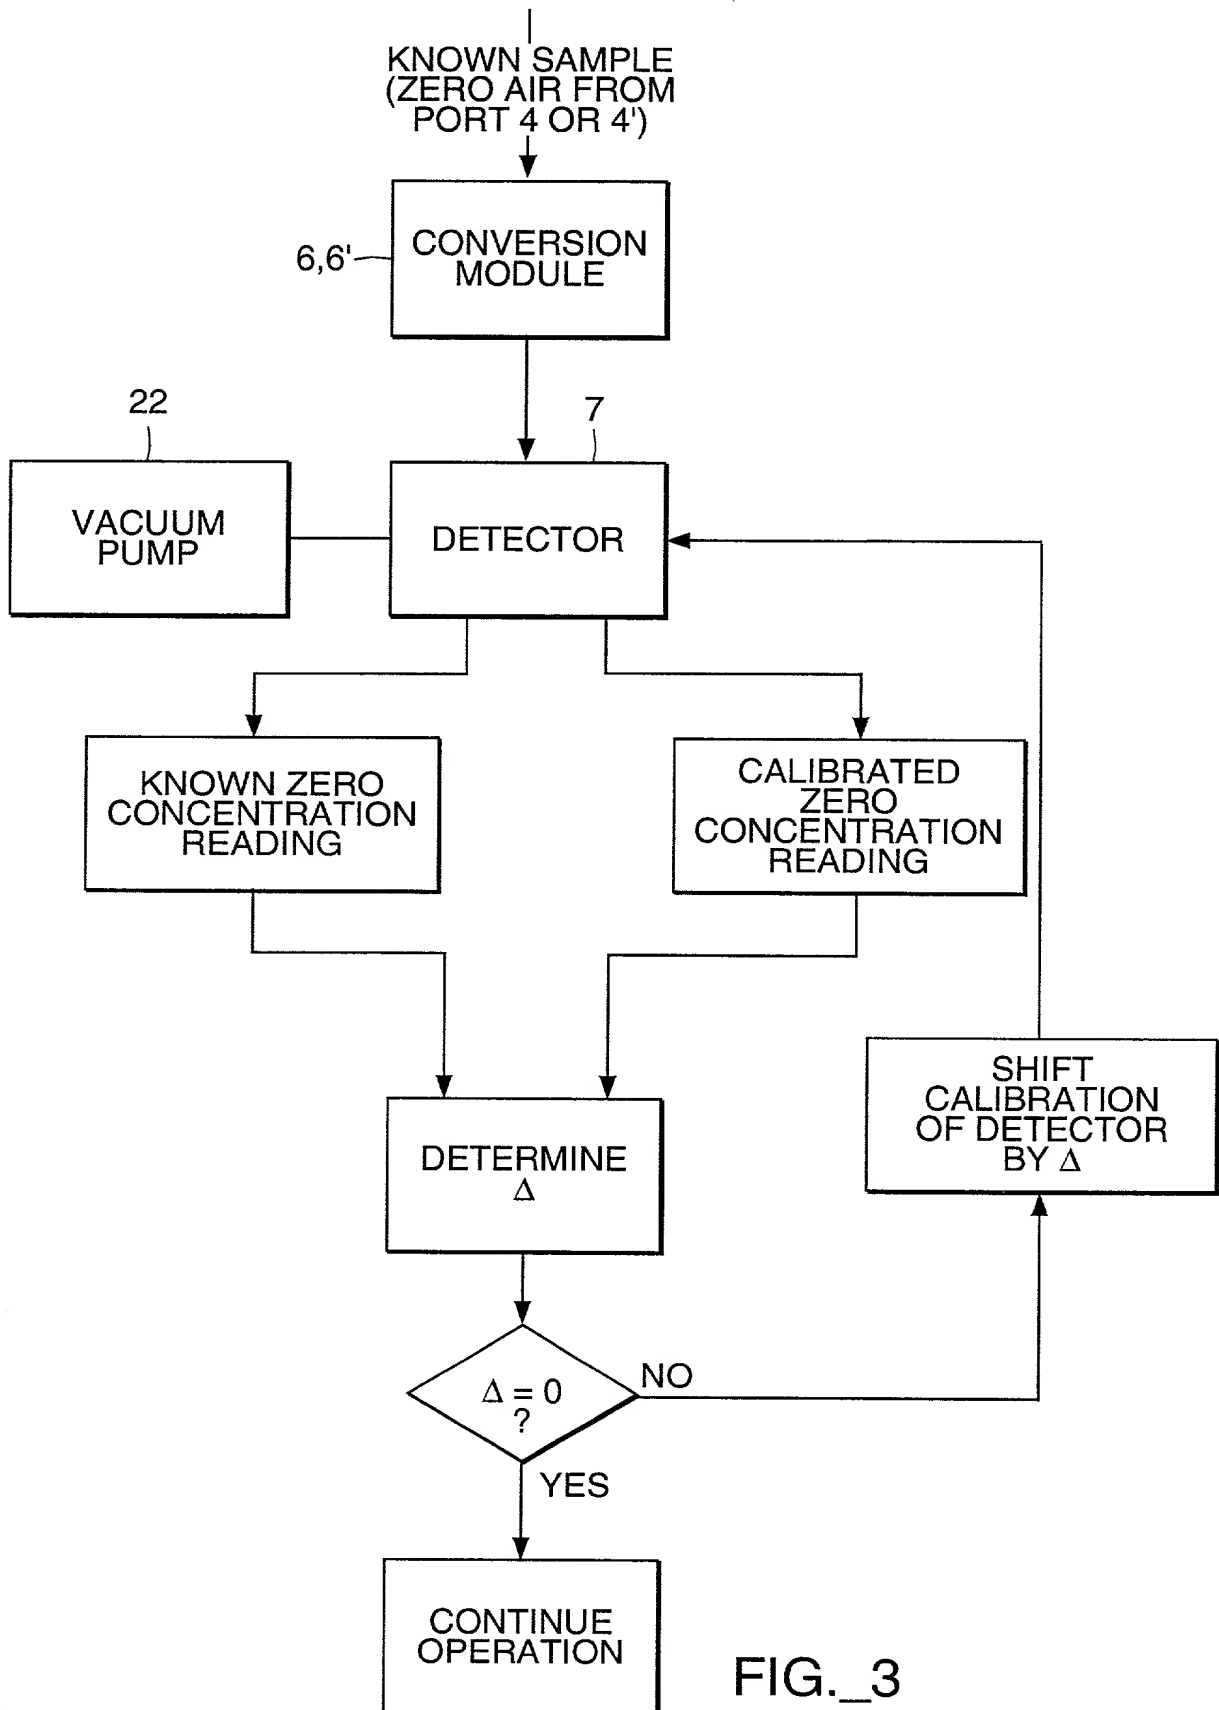 KNOWN SAMPLE
(ZERO AIR FROM
PORT 4 OR 4')
6,6'
CONVERSION
MODULE
22
7
VACUUM
PUMP
DETECTOR
KNOWN ZERO
CONCENTRATION
READING
CALIBRATED
ZERO
CONCENTRATION
READING
SHIFT
CALIBRATION
OF DETECTOR
BY Δ
DETERMINE
Δ
Δ = 0
?
NO
YES
CONTINUE
OPERATION
FIG._3